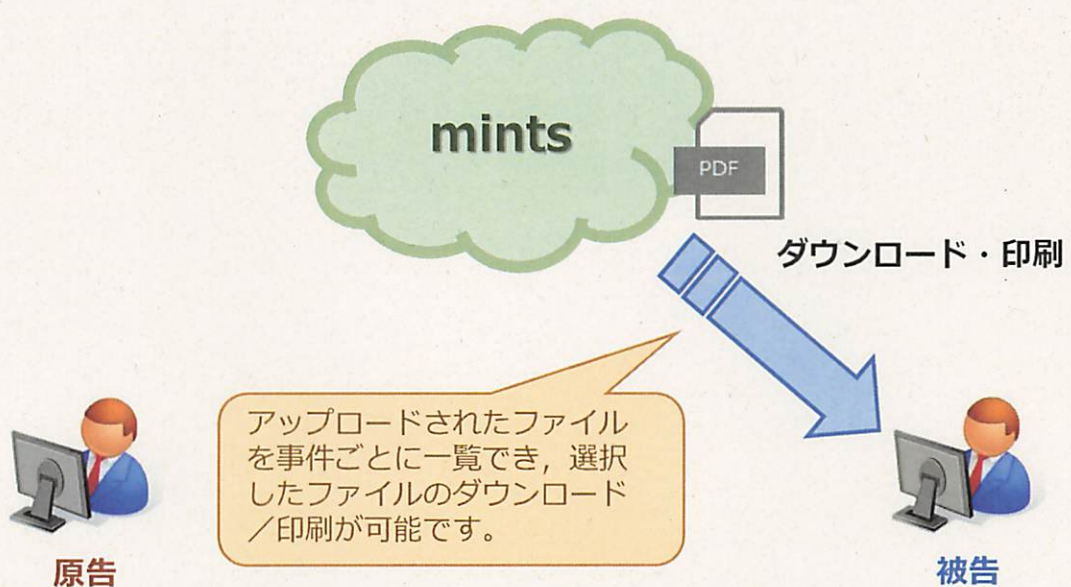 mints
PDF
ダウンロード・印刷
アップロードされたファイル
を事件ごとに一覧でき，選択
したファイルのダウンロード
／印刷が可能です。
原告
被告